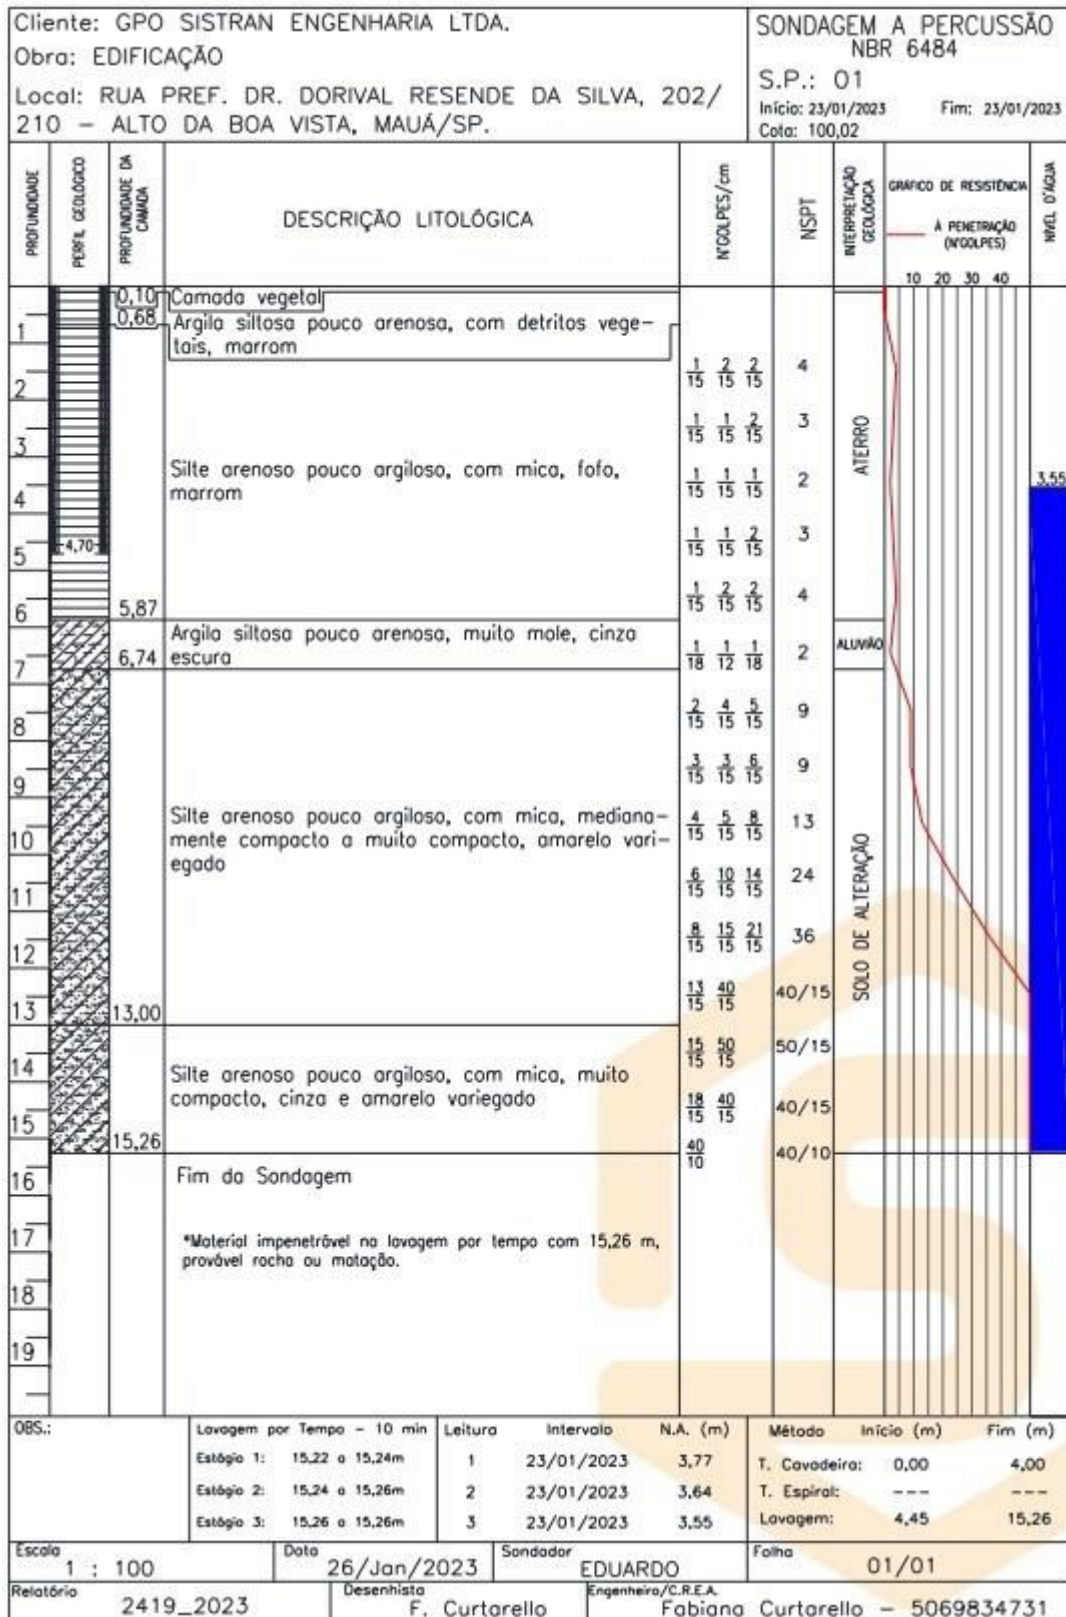 Cliente: GPO SISTRAN ENGENHARIA LTDA.
Obra: EDIFICAÇÃO
Local: RUA PREF. DR. DORIVAL RESENDE DA SILVA, 202/
210 – ALTO DA BOA VISTA, MAUÁ/SP.
SONDAGEM A PERCUSSÃO
NBR 6484
S.P.: 01
Início: 23/01/2023 Fim: 23/01/2023
Cota: 100,02
PROFUNDIDADE
PERFIL GEOLÓGICO
PROFUNDIDADE DA
CAMADA
DESCRIÇÃO LITOLÓGICA
N'GOLPES/cm
NSPT
INTERPRETAÇÃO
GEOLÓGICA
GRÁFICO DE RESISTÊNCIA
À PENETRAÇÃO
(N'GOLPES)
10 20 30 40
NIVEL D'ÁGUA
0,10 Camada vegetal
0,68 Argila siltosa pouco arenosa, com detritos vege–
tais, marrom
1
1/15 2/15 2/15 4
2
1/15 1/15 2/15 3
3
ATERRO
Silte arenoso pouco argiloso, com mica, fofo,
marrom
1/15 1/15 1/15 2
3,55
4
1/15 1/15 2/15 3
4,70
5
1/15 2/15 2/15 4
6
5,87
Argila siltosa pouco arenosa, muito mole, cinza
escura
1/18 1/12 1/18 2
ALUVIÃO
6,74
7
2/15 4/15 5/15 9
8
3/15 3/15 6/15 9
9
Silte arenoso pouco argiloso, com mica, mediana–
mente compacto a muito compacto, amarelo vari–
egado
4/15 5/15 8/15 13
10
6/15 10/15 14/15 24
11
8/15 15/15 21/15 36
12
SOLO DE ALTERAÇÃO
13/15 40/15 40/15
13
13,00
15/15 50/15 50/15
14
Silte arenoso pouco argiloso, com mica, muito
compacto, cinza e amarelo variegado
18/15 40/15 40/15
15
15,26
40/10 40/10
16
Fim da Sondagem
17
*Material impenetrável na lavagem por tempo com 15,26 m,
provável rocha ou matação.
18
19
OBS.:
Lavagem por Tempo – 10 min
Estágio 1: 15,22 a 15,24m
Estágio 2: 15,24 a 15,26m
Estágio 3: 15,26 a 15,26m
Leitura Intervalo N.A. (m)
1 23/01/2023 3,77
2 23/01/2023 3,64
3 23/01/2023 3,55
Método Início (m) Fim (m)
T. Cavadeira: 0,00 4,00
T. Espiral: --- ---
Lavagem: 4,45 15,26
Escala
1 : 100
Data
26/Jan/2023
Sondador
EDUARDO
Folha
01/01
Relatório
2419_2023
Desenhista
F. Curtarello
Engenheiro/C.R.E.A.
Fabiana Curtarello – 5069834731